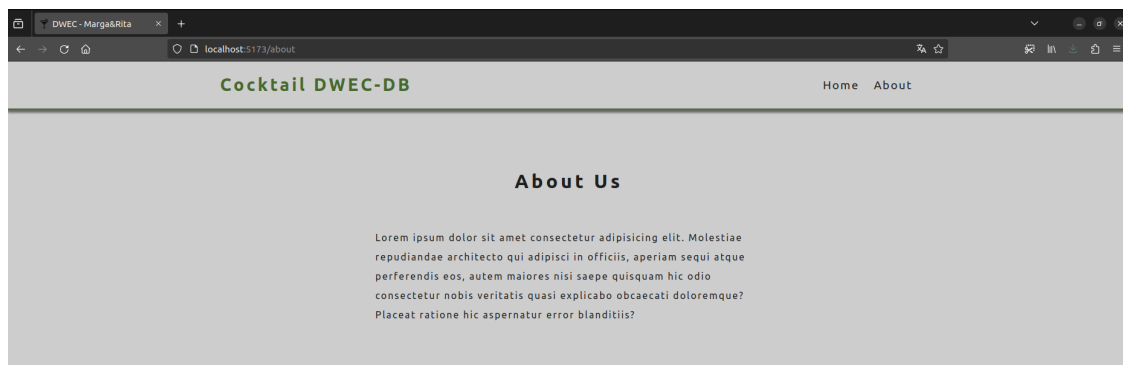 DWEC - Marga&Rita
localhost:5173/about
Cocktail DWEC-DB
Home About
About Us
Lorem ipsum dolor sit amet consectetur adipisicing elit. Molestiae
repudiandae architecto qui adipisci in officiis, aperiam sequi atque
perferendis eos, autem maiores nisi saepe quisquam hic odio
consectetur nobis veritatis quasi explicabo obcaecati doloremque?
Placeat ratione hic aspernatur error blanditiis?